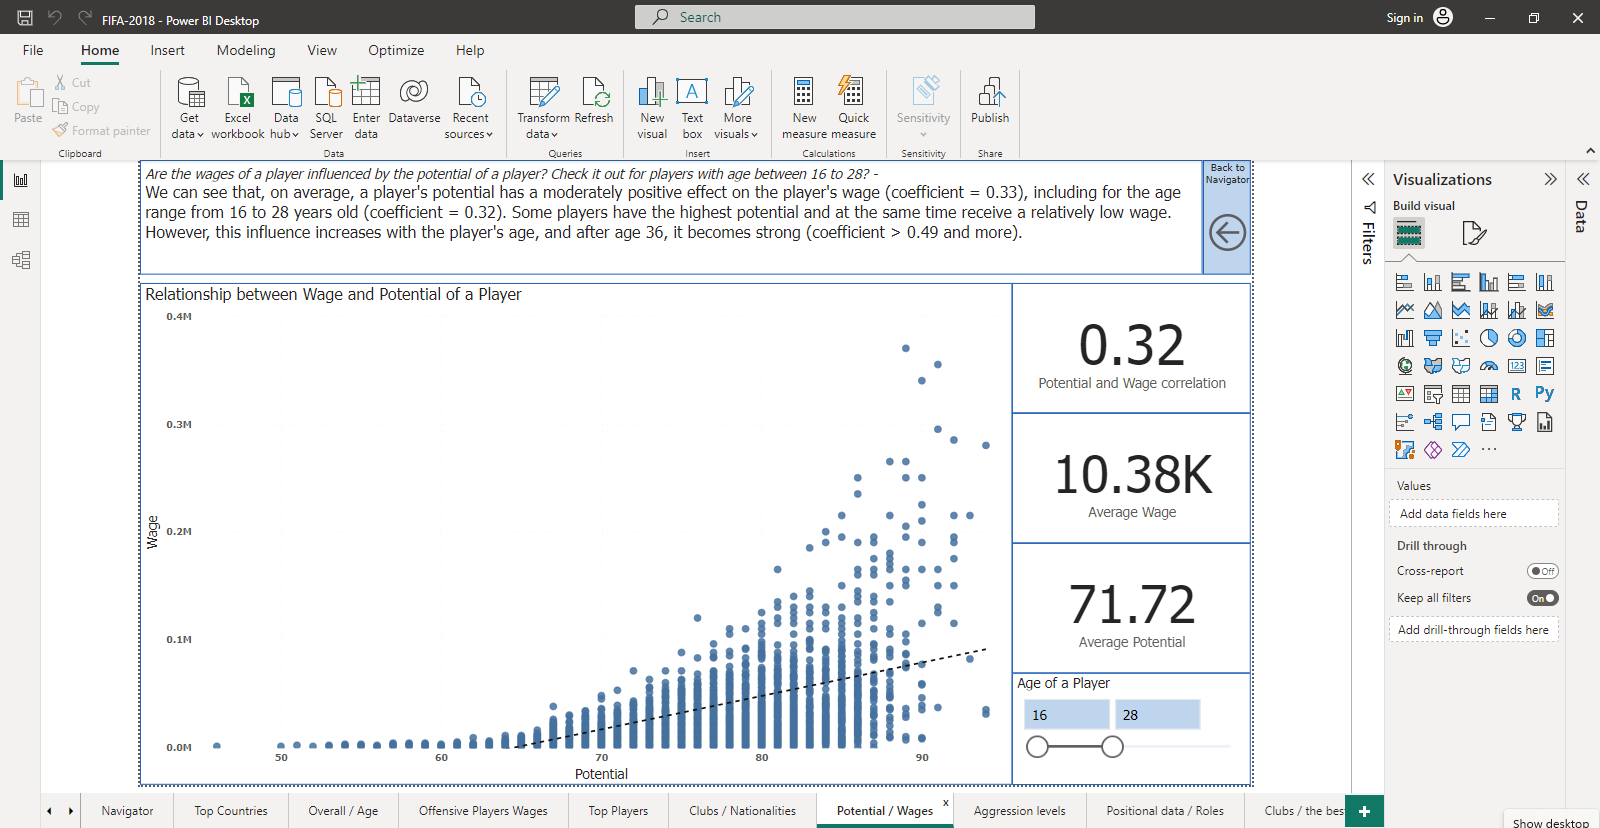 FIFA-2018 - Power BI Desktop
Search
Sign in
File
Home
Insert
Modeling
View
Optimize
Help
Paste
Cut
Copy
Format painter
Get data
Excel workbook
Data hub
SQL Server
Enter data
Dataverse
Recent sources
Transform data
Refresh
New visual
Text box
More visuals
New measure
Quick measure
Sensitivity
Publish
Clipboard
Data
Queries
Insert
Calculations
Sensitivity
Share
Are the wages of a player influenced by the potential of a player? Check it out for players with age between 16 to 28? -
We can see that, on average, a player's potential has a moderately positive effect on the player's wage (coefficient = 0.33), including for the age
range from 16 to 28 years old (coefficient = 0.32). Some players have the highest potential and at the same time receive a relatively low wage.
However, this influence increases with the player's age, and after age 36, it becomes strong (coefficient > 0.49 and more).
Back to
Navigator
Relationship between Wage and Potential of a Player
0.4M
0.3M
0.2M
0.1M
0.0M
Wage
50
60
70
80
90
Potential
0.32
Potential and Wage correlation
10.38K
Average Wage
71.72
Average Potential
Age of a Player
16
28
Filters
Visualizations
Build visual
123
R
Py
Values
Add data fields here
Drill through
Cross-report
Off
Keep all filters
On
Add drill-through fields here
Data
Navigator
Top Countries
Overall / Age
Offensive Players Wages
Top Players
Clubs / Nationalities
Potential / Wages
x
Aggression levels
Positional data / Roles
Clubs / the bes
Show desktop